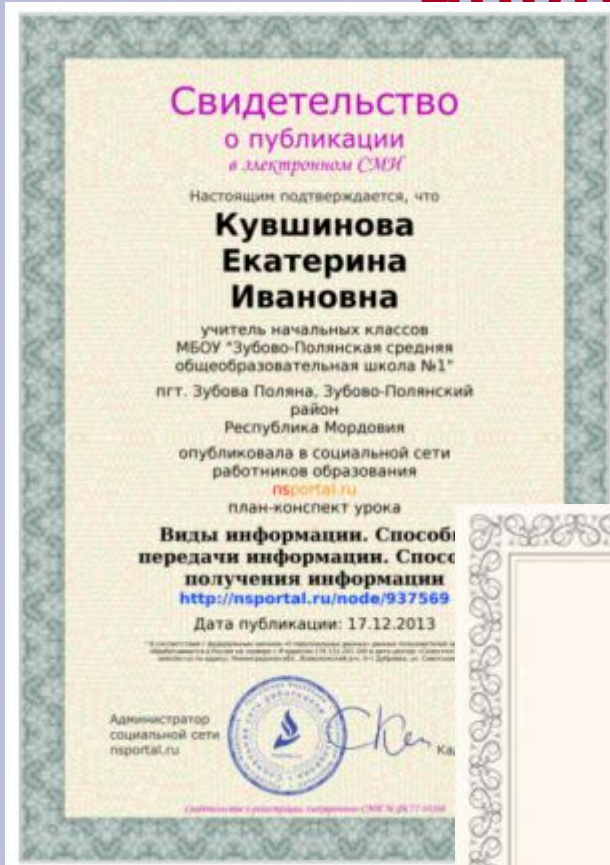 Свидетельство
о публикации
в электронном СМИ
Настоящим подтверждается, что
Кувшинова
Екатерина
Ивановна
учитель начальных классов
МБОУ "Зубово-Полянская средняя
общеобразовательная школа №1"
пгт. Зубова Поляна, Зубово-Полянский
район
Республика Мордовия
опубликовала в социальной сети
работников образования
nsportal.ru
план-конспект урока
Виды информации. Способ
передачи информации. Спосо
получения информации
http://nsportal.ru/node/937569
Дата публикации: 17.12.2013
Администратор
социальной сети
nsportal.ru
Ка